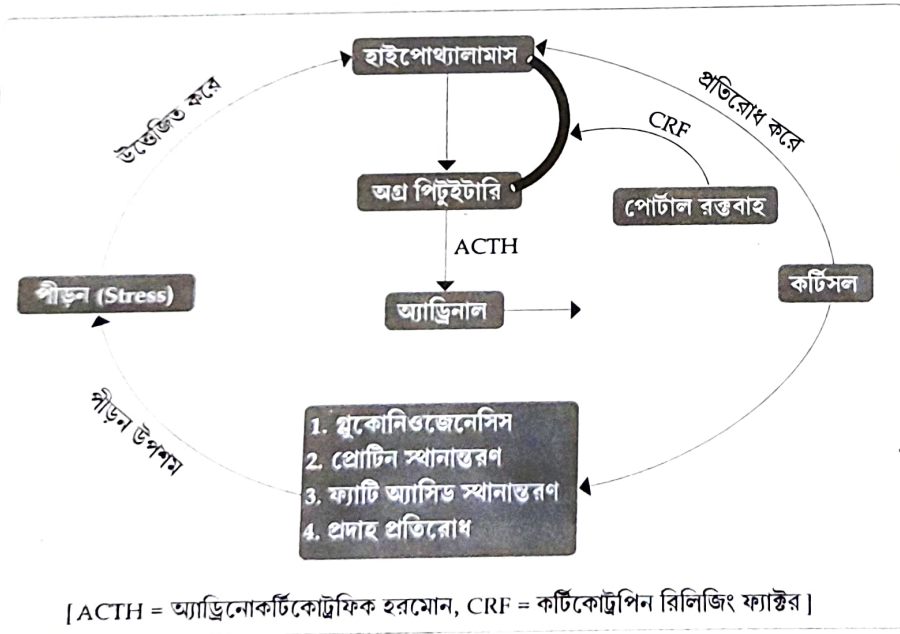 হাইপোথ্যালামাস
উত্তেজিত করে
প্রতিরোধ করে
CRF
অগ্র পিটুইটারি
পোর্টাল রক্তবাহ
ACTH
পীড়ন (Stress)
কর্টিসল
অ্যাড্রিনাল
পীড়ন উপশম
1. গ্লুকোনিওজেনেসিস
2. প্রোটিন স্থানান্তরণ
3. ফ্যাটি অ্যাসিড স্থানান্তরণ
4. প্রদাহ প্রতিরোধ
[ ACTH = অ্যাড্রিনোকর্টিকোট্রফিক হরমোন, CRF = কর্টিকোট্রপিন রিলিজিং ফ্যাক্টর ]